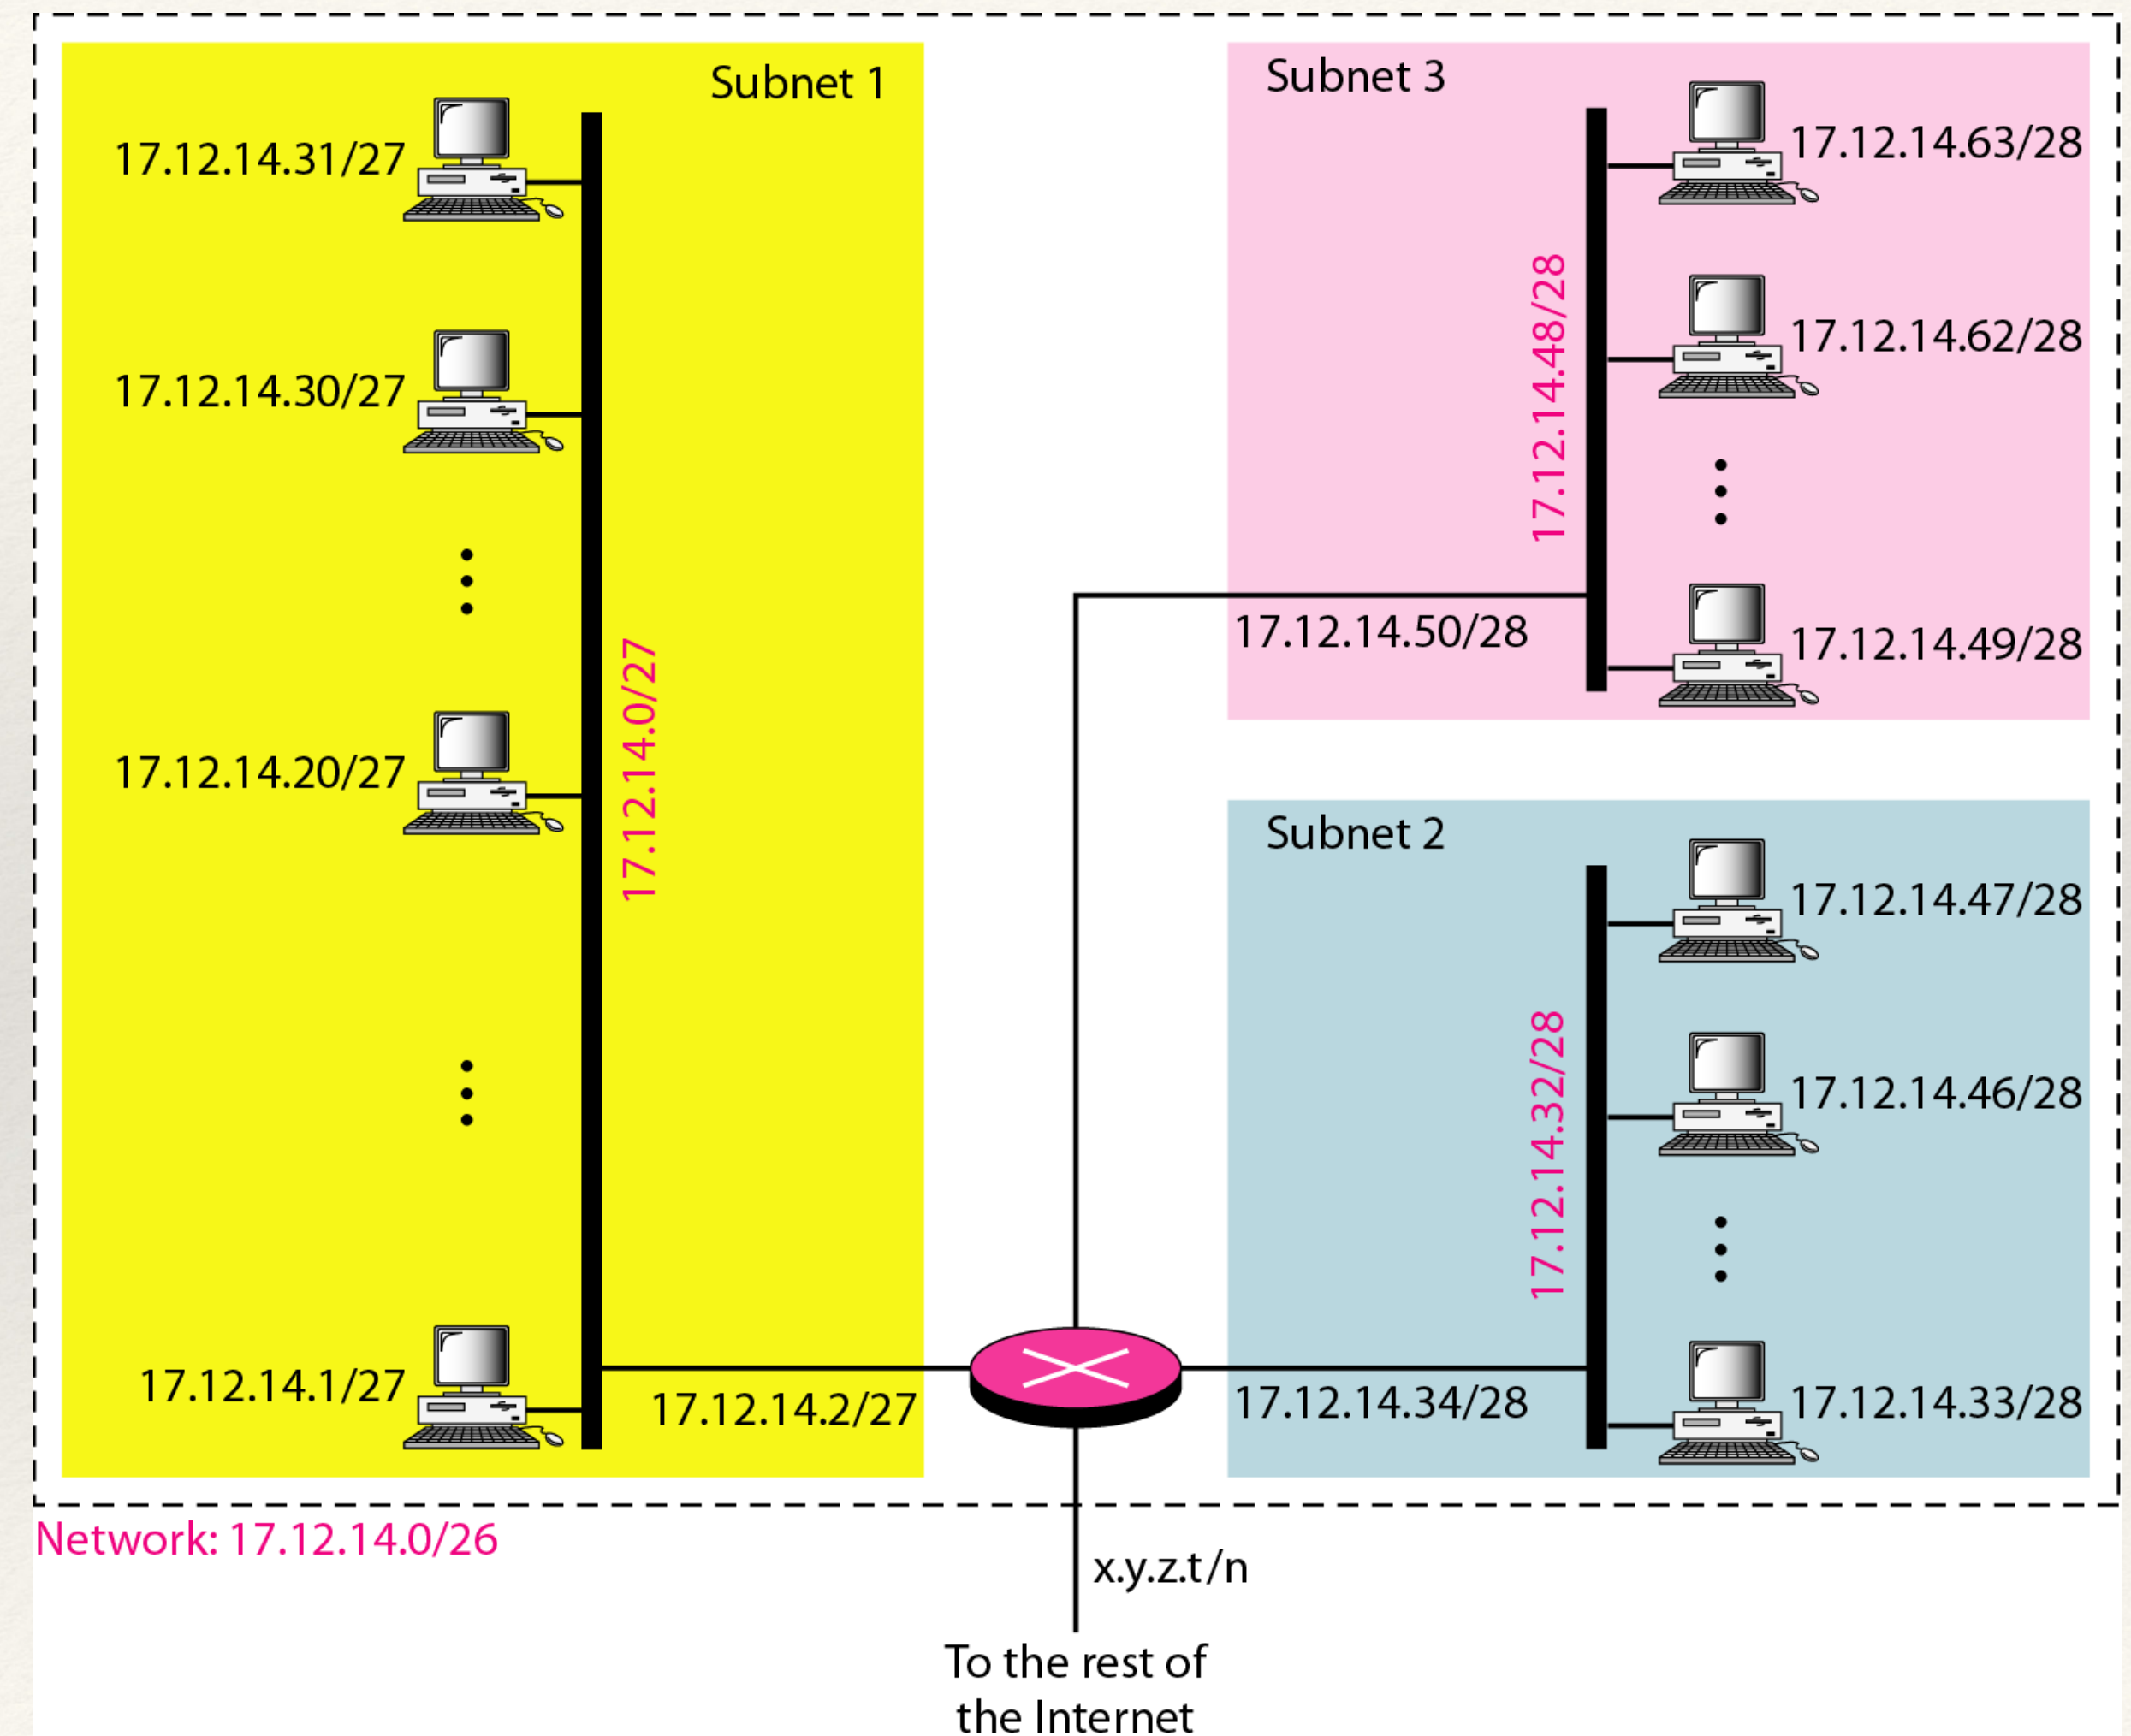 Subnet 1
17.12.14.31/27
17.12.14.30/27
17.12.14.20/27
17.12.14.1/27
17.12.14.0/27
17.12.14.2/27
Subnet 3
17.12.14.63/28
17.12.14.62/28
17.12.14.49/28
17.12.14.48/28
17.12.14.50/28
Subnet 2
17.12.14.47/28
17.12.14.46/28
17.12.14.33/28
17.12.14.32/28
17.12.14.34/28
Network: 17.12.14.0/26
x.y.z.t/n
To the rest of
the Internet